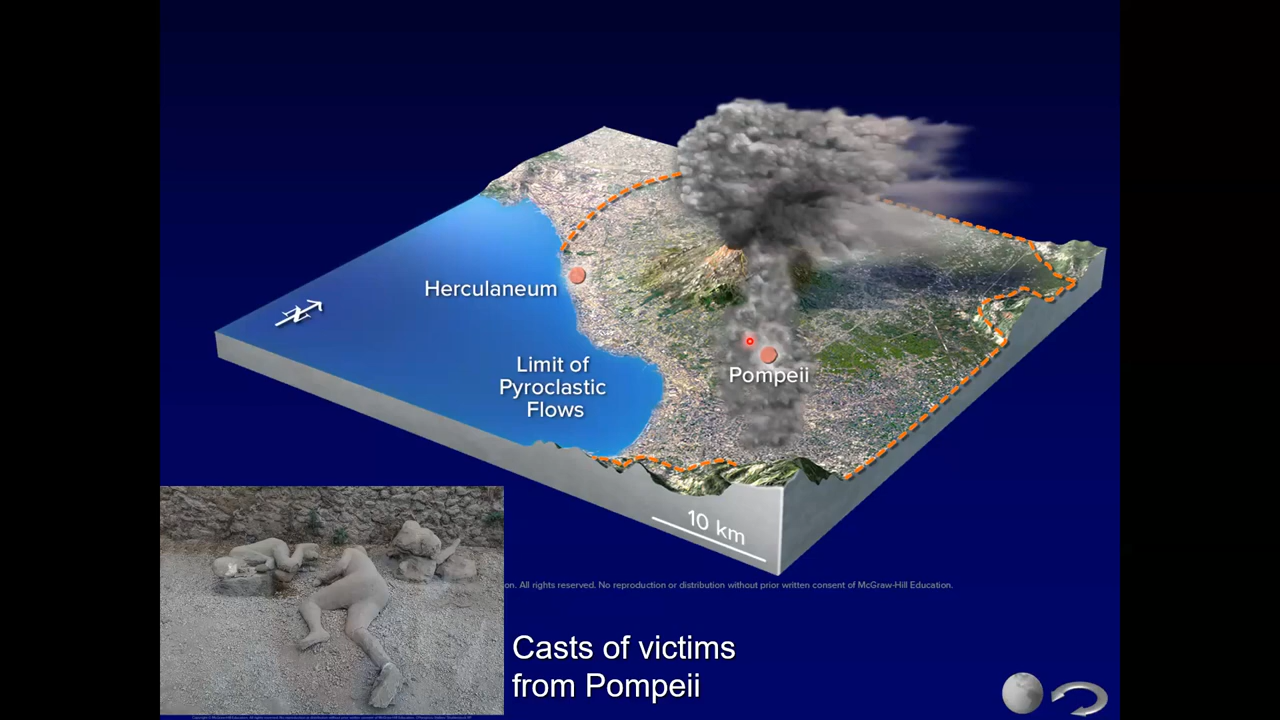 Herculaneum
N
Limit of
Pyroclastic
Flows
Pompeii
10 km
on. All rights reserved. No reproduction or distribution without prior written consent of McGraw-Hill Education.
Casts of victims
from Pompeii